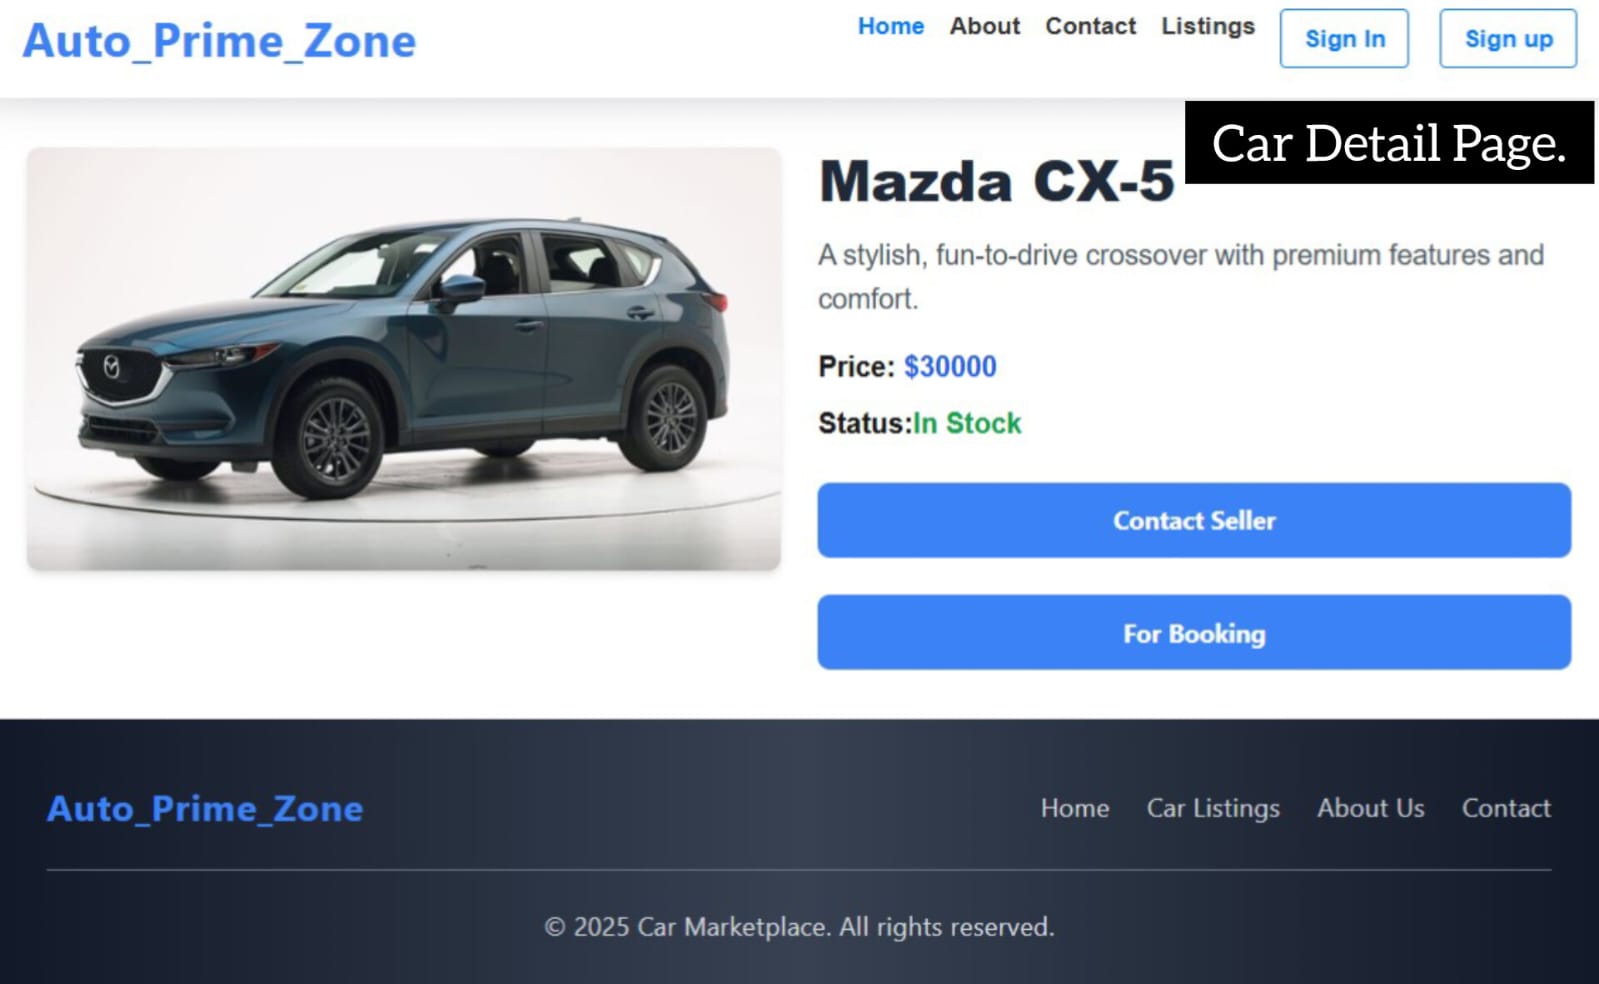 Auto_Prime_Zone
Home About Contact Listings Sign In Sign up
Car Detail Page.
Mazda CX-5
A stylish, fun-to-drive crossover with premium features and
comfort.
Price: $30000
Status:In Stock
Contact Seller
For Booking
Auto_Prime_Zone
Home Car Listings About Us Contact
© 2025 Car Marketplace. All rights reserved.